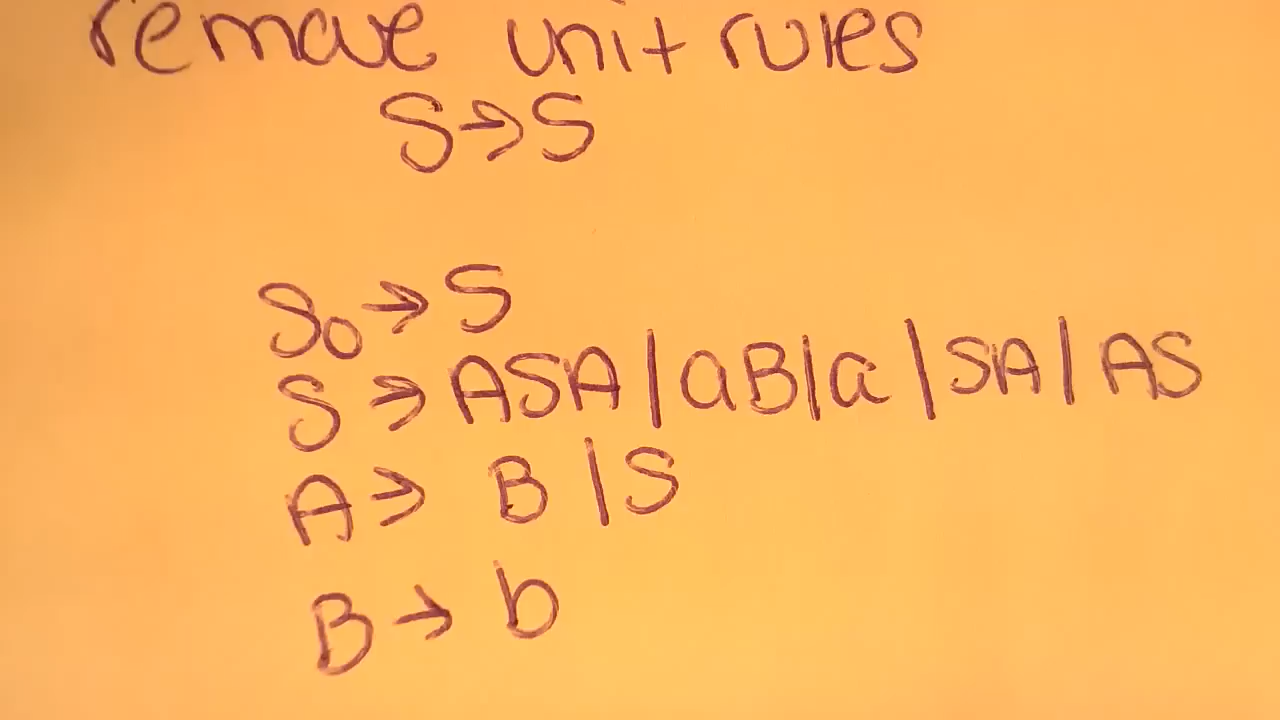 remove unit rules
S→S
S₀→S
S→ASA|aB|a|SA|AS
A→B|S
B→b